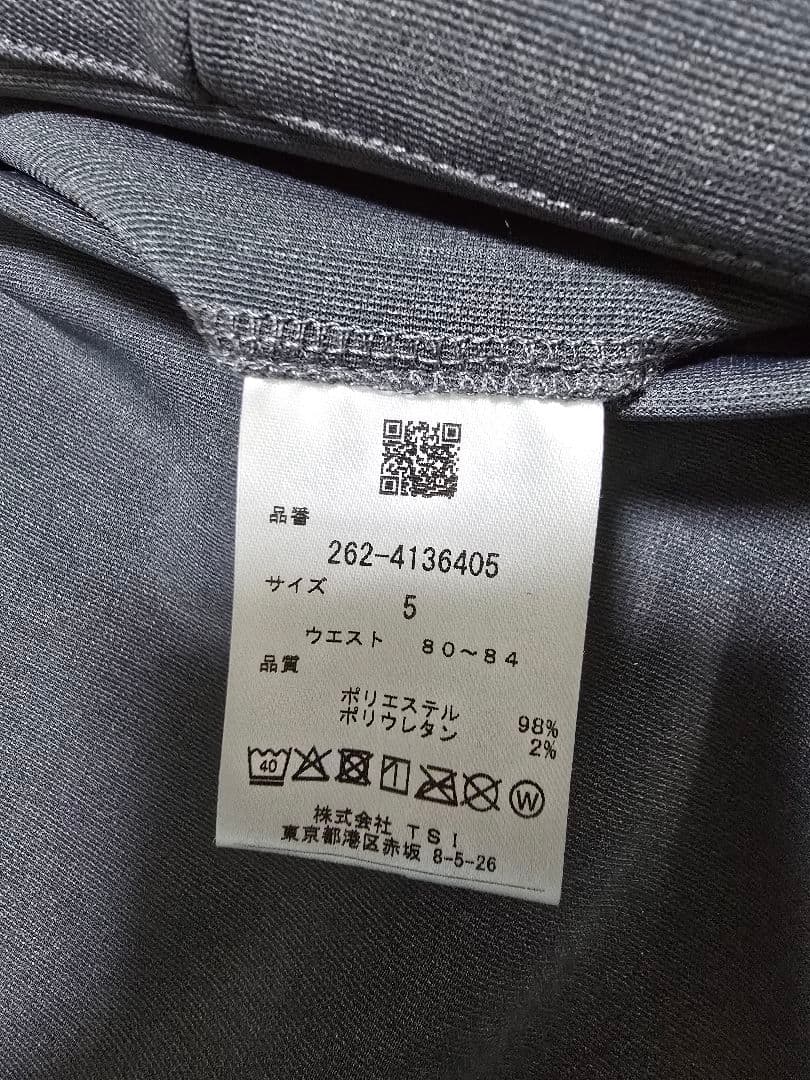 品番
262-4136405
サイズ
5
ウエスト 80〜84
品質
ポリエステル 98%
ポリウレタン 2%
40 W
株式会社 TSI
東京都港区赤坂 8-5-26